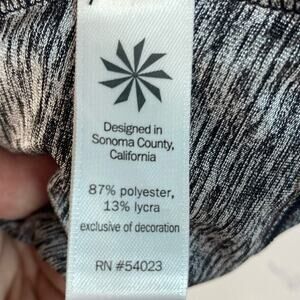 Designed in
Sonoma County,
California
87% polyester,
13% lycra
exclusive of decoration
RN #54023